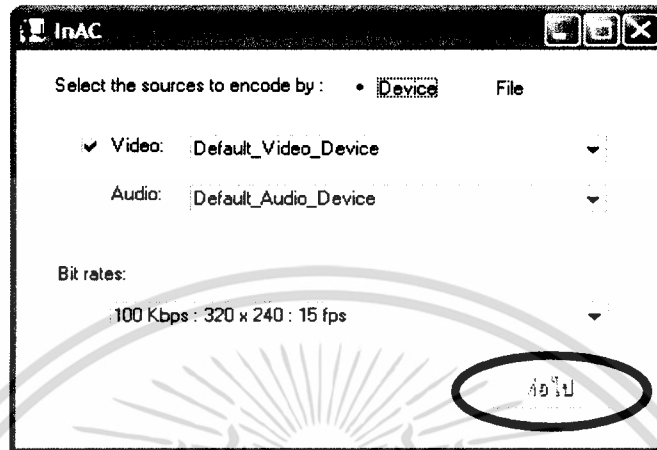 InAC
Select the sources to encode by : Device File
Video: Default_Video_Device
Audio: Default_Audio_Device
Bit rates:
100 Kbps : 320 x 240 : 15 fps
ต่อไป